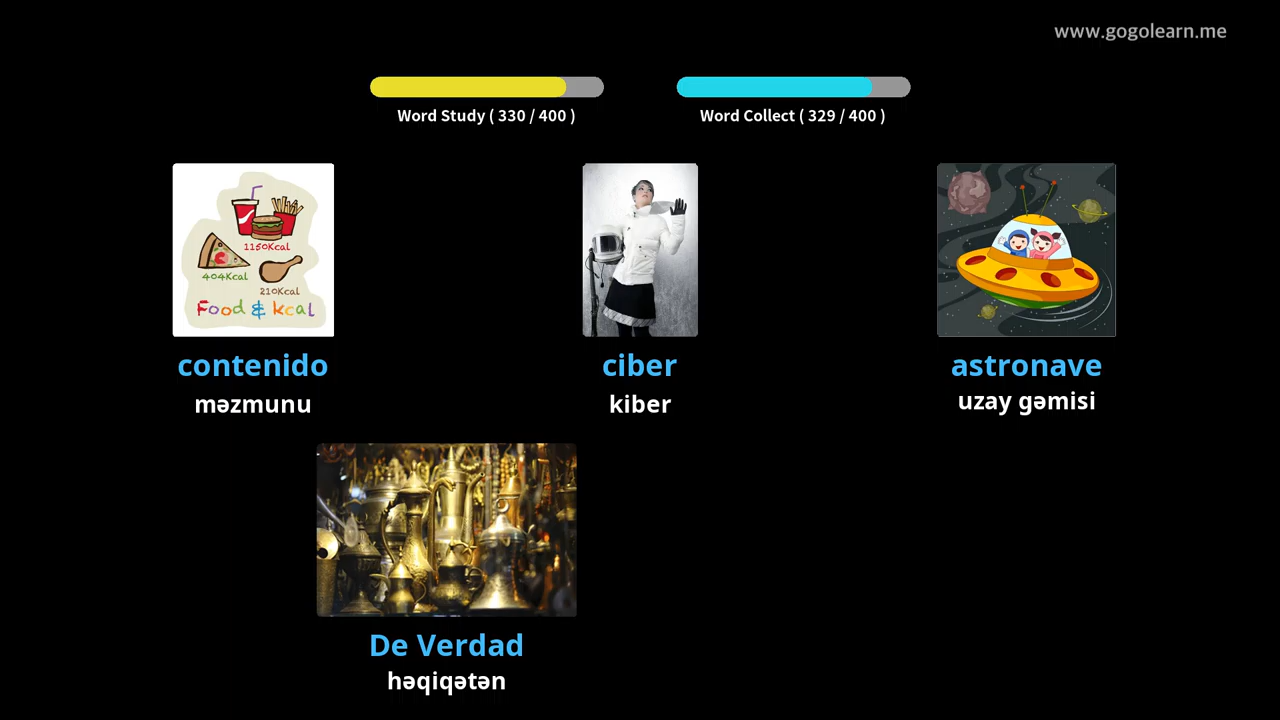 www.gogolearn.me
Word Study ( 330 / 400 )
Word Collect ( 329 / 400 )
1150Kcal
404Kcal
210Kcal
Food & kcal
contenido
məzmunu
ciber
kiber
astronave
uzay gəmisi
De Verdad
həqiqətən